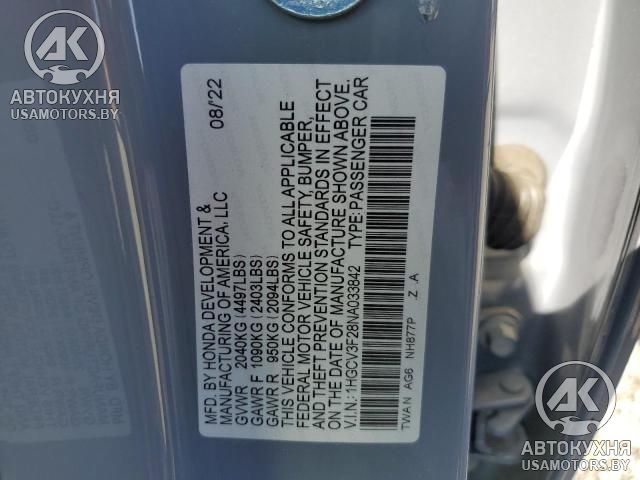 АК
АВТОКУХНЯ
USAMOTORS.BY
MFD. BY HONDA DEVELOPMENT & 08/'22
MANUFACTURING OF AMERICA, LLC
GVWR 2040KG(4497LBS)
GAWR F 1090KG(2403LBS)
GAWR R 950KG(2094LBS)
THIS VEHICLE CONFORMS TO ALL APPLICABLE
FEDERAL MOTOR VEHICLE SAFETY, BUMPER,
AND THEFT PREVENTION STANDARDS IN EFFECT
ON THE DATE OF MANUFACTURE SHOWN ABOVE.
V.I.N.:1HGCV3F28NA033842 TYPE:PASSENGER CAR
TWAN AG6 NH877P Z A
АК
АВТОКУХНЯ
USAMOTORS.BY